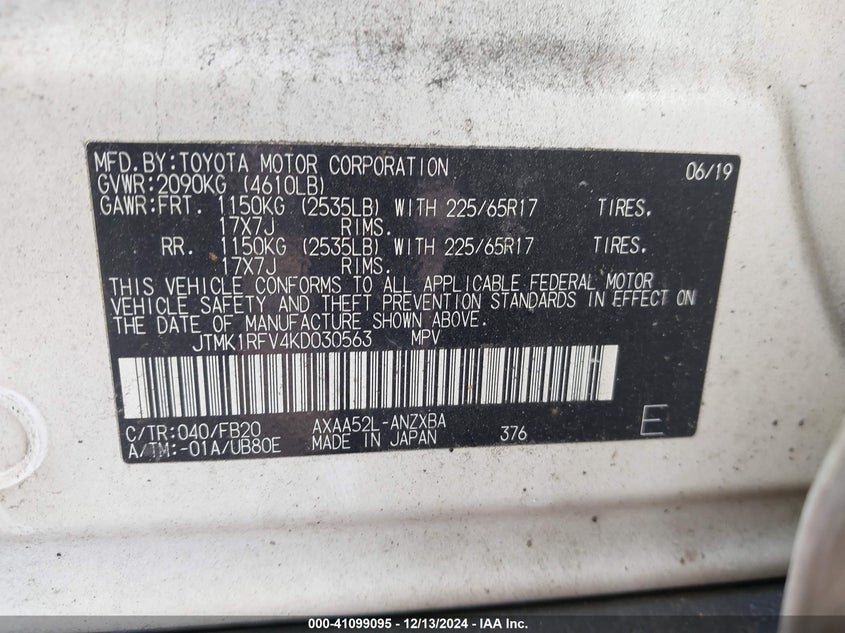 MFD.BY:TOYOTA MOTOR CORPORATION 06/19
GVWR:2090KG (4610LB)
GAWR:FRT. 1150KG (2535LB) WITH 225/65R17 TIRES.
17X7J RIMS.
RR. 1150KG (2535LB) WITH 225/65R17 TIRES.
17X7J RIMS.
THIS VEHICLE CONFORMS TO ALL APPLICABLE FEDERAL MOTOR
VEHICLE SAFETY AND THEFT PREVENTION STANDARDS IN EFFECT ON
THE DATE OF MANUFACTURE SHOWN ABOVE.
JTMK1RFV4KD030563 MPV
C/TR:040/FB20 AXAA52L-ANZXBA
A/TM:-01A/UB80E MADE IN JAPAN 376 E
000-41099095 - 12/13/2024 - IAA Inc.